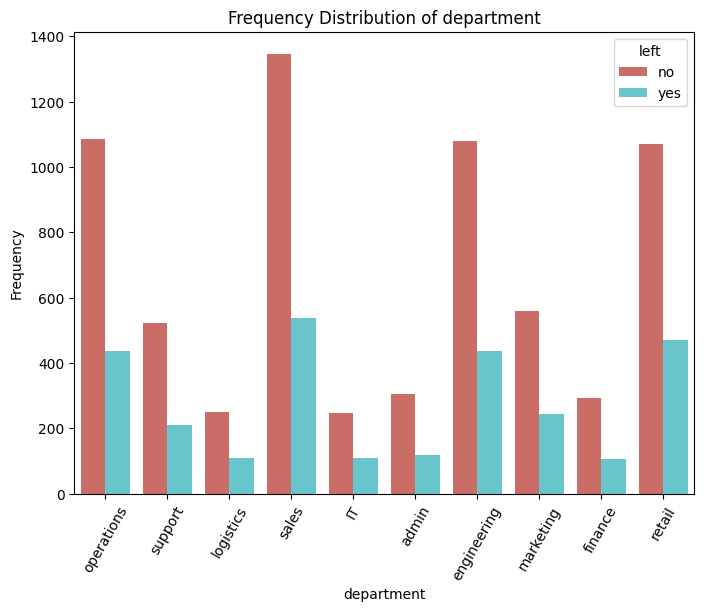 Frequency Distribution of department
1400
1200
1000
800
600
400
200
0
Frequency
left
no
yes
operations
support
logistics
sales
IT
admin
engineering
marketing
finance
retail
department